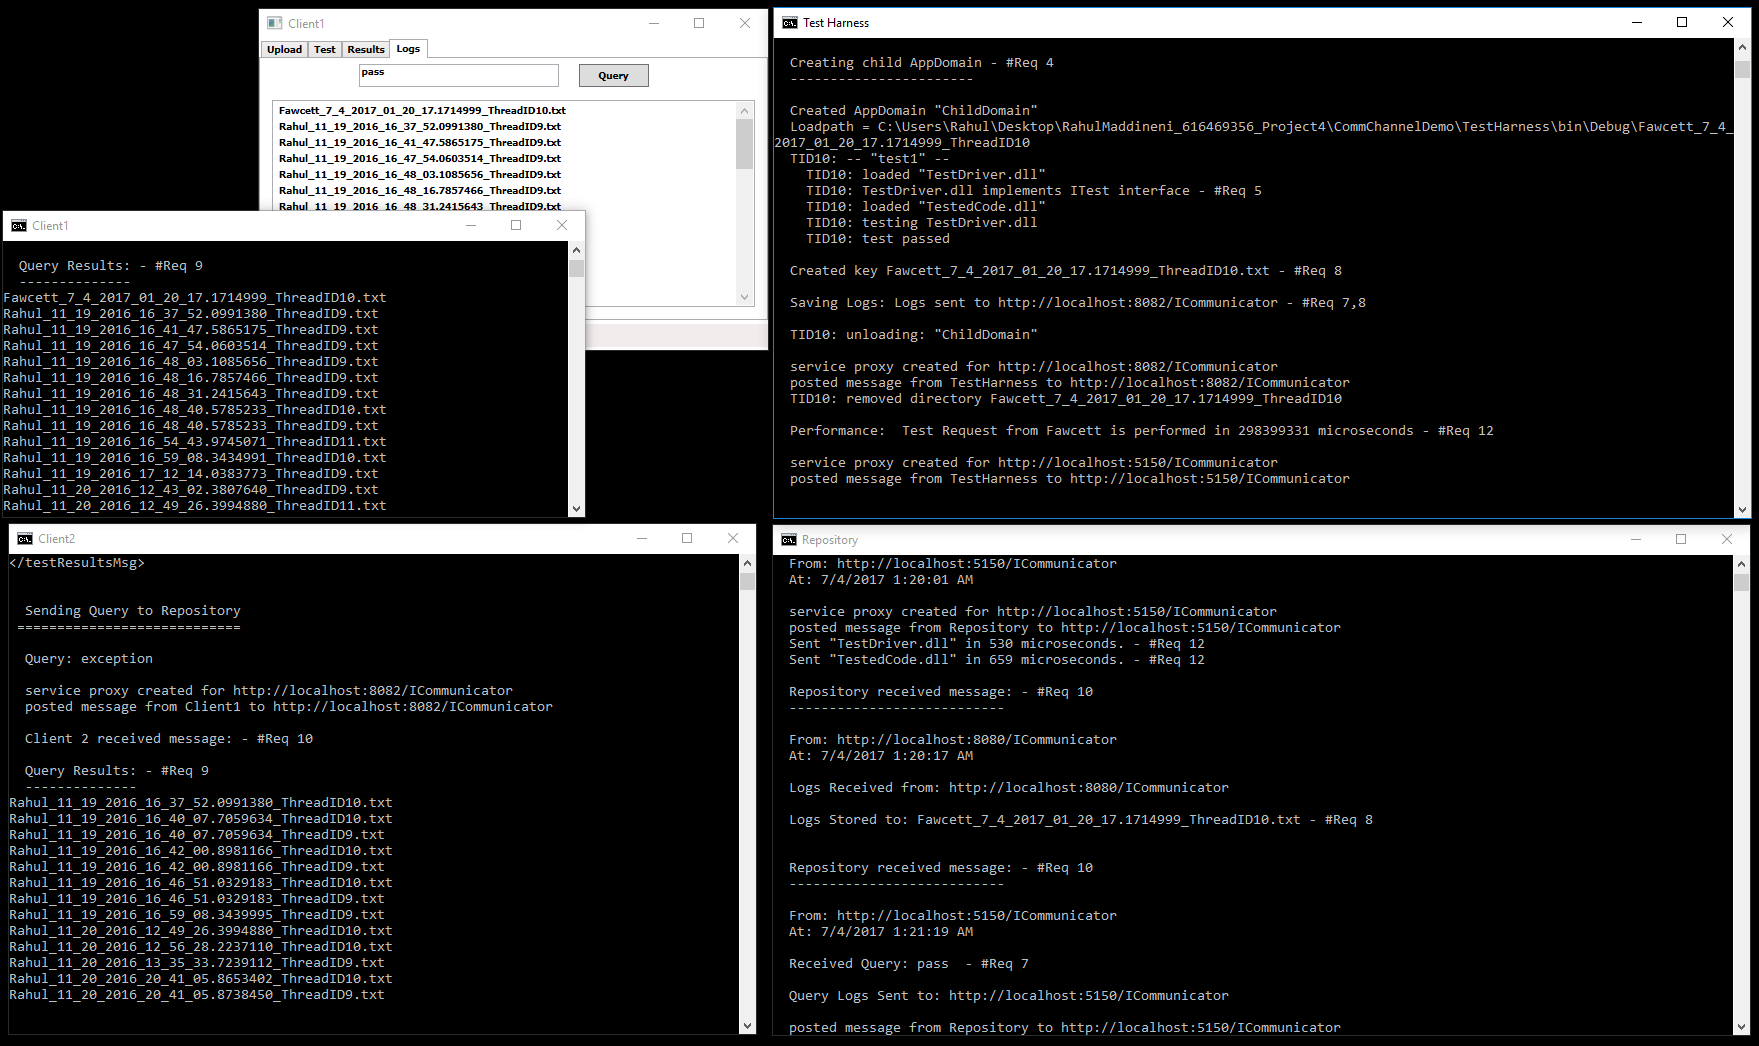 Client1
Upload Test Results Logs
pass
Query
Fawcett_7_4_2017_01_20_17.1714999_ThreadID10.txt
Rahul_11_19_2016_16_37_52.0991380_ThreadID9.txt
Rahul_11_19_2016_16_41_47.5865175_ThreadID9.txt
Rahul_11_19_2016_16_47_54.0603514_ThreadID9.txt
Rahul_11_19_2016_16_48_03.1085656_ThreadID9.txt
Rahul_11_19_2016_16_48_16.7857466_ThreadID9.txt
Rahul_11_19_2016_16_48_31.2415643_ThreadID9.txt
Client1
Query Results: - #Req 9
--------------
Fawcett_7_4_2017_01_20_17.1714999_ThreadID10.txt
Rahul_11_19_2016_16_37_52.0991380_ThreadID9.txt
Rahul_11_19_2016_16_41_47.5865175_ThreadID9.txt
Rahul_11_19_2016_16_47_54.0603514_ThreadID9.txt
Rahul_11_19_2016_16_48_03.1085656_ThreadID9.txt
Rahul_11_19_2016_16_48_16.7857466_ThreadID9.txt
Rahul_11_19_2016_16_48_31.2415643_ThreadID9.txt
Rahul_11_19_2016_16_48_40.5785233_ThreadID10.txt
Rahul_11_19_2016_16_48_40.5785233_ThreadID9.txt
Rahul_11_19_2016_16_54_43.9745071_ThreadID11.txt
Rahul_11_19_2016_16_59_08.3434991_ThreadID10.txt
Rahul_11_19_2016_17_12_14.0383773_ThreadID9.txt
Rahul_11_20_2016_12_43_02.3807640_ThreadID9.txt
Rahul_11_20_2016_12_49_26.3994880_ThreadID11.txt
Test Harness
Creating child AppDomain - #Req 4
-----------------------
Created AppDomain "ChildDomain"
Loadpath = C:\Users\Rahul\Desktop\RahulMaddineni_616469356_Project4\CommChannelDemo\TestHarness\bin\Debug\Fawcett_7_4_
2017_01_20_17.1714999_ThreadID10
TID10: -- "test1" --
TID10: loaded "TestDriver.dll"
TID10: TestDriver.dll implements ITest interface - #Req 5
TID10: loaded "TestedCode.dll"
TID10: testing TestDriver.dll
TID10: test passed
Created key Fawcett_7_4_2017_01_20_17.1714999_ThreadID10.txt - #Req 8
Saving Logs: Logs sent to http://localhost:8082/ICommunicator - #Req 7,8
TID10: unloading: "ChildDomain"
service proxy created for http://localhost:8082/ICommunicator
posted message from TestHarness to http://localhost:8082/ICommunicator
TID10: removed directory Fawcett_7_4_2017_01_20_17.1714999_ThreadID10
Performance:  Test Request from Fawcett is performed in 298399331 microseconds - #Req 12
service proxy created for http://localhost:5150/ICommunicator
posted message from TestHarness to http://localhost:5150/ICommunicator
Client2
</testResultsMsg>
Sending Query to Repository
============================
Query: exception
service proxy created for http://localhost:8082/ICommunicator
posted message from Client1 to http://localhost:8082/ICommunicator
Client 2 received message: - #Req 10
Query Results: - #Req 9
--------------
Rahul_11_19_2016_16_37_52.0991380_ThreadID10.txt
Rahul_11_19_2016_16_40_07.7059634_ThreadID10.txt
Rahul_11_19_2016_16_40_07.7059634_ThreadID9.txt
Rahul_11_19_2016_16_42_00.8981166_ThreadID10.txt
Rahul_11_19_2016_16_42_00.8981166_ThreadID9.txt
Rahul_11_19_2016_16_46_51.0329183_ThreadID10.txt
Rahul_11_19_2016_16_46_51.0329183_ThreadID9.txt
Rahul_11_19_2016_16_59_08.3439995_ThreadID9.txt
Rahul_11_20_2016_12_49_26.3994880_ThreadID10.txt
Rahul_11_20_2016_12_56_28.2237110_ThreadID10.txt
Rahul_11_20_2016_13_35_33.7239112_ThreadID9.txt
Rahul_11_20_2016_20_41_05.8653402_ThreadID10.txt
Rahul_11_20_2016_20_41_05.8738450_ThreadID9.txt
Repository
From: http://localhost:5150/ICommunicator
At: 7/4/2017 1:20:01 AM
service proxy created for http://localhost:5150/ICommunicator
posted message from Repository to http://localhost:5150/ICommunicator
Sent "TestDriver.dll" in 530 microseconds. - #Req 12
Sent "TestedCode.dll" in 659 microseconds. - #Req 12
Repository received message: - #Req 10
---------------------------
From: http://localhost:8080/ICommunicator
At: 7/4/2017 1:20:17 AM
Logs Received from: http://localhost:8080/ICommunicator
Logs Stored to: Fawcett_7_4_2017_01_20_17.1714999_ThreadID10.txt - #Req 8
Repository received message: - #Req 10
---------------------------
From: http://localhost:5150/ICommunicator
At: 7/4/2017 1:21:19 AM
Received Query: pass  - #Req 7
Query Logs Sent to: http://localhost:5150/ICommunicator
posted message from Repository to http://localhost:5150/ICommunicator